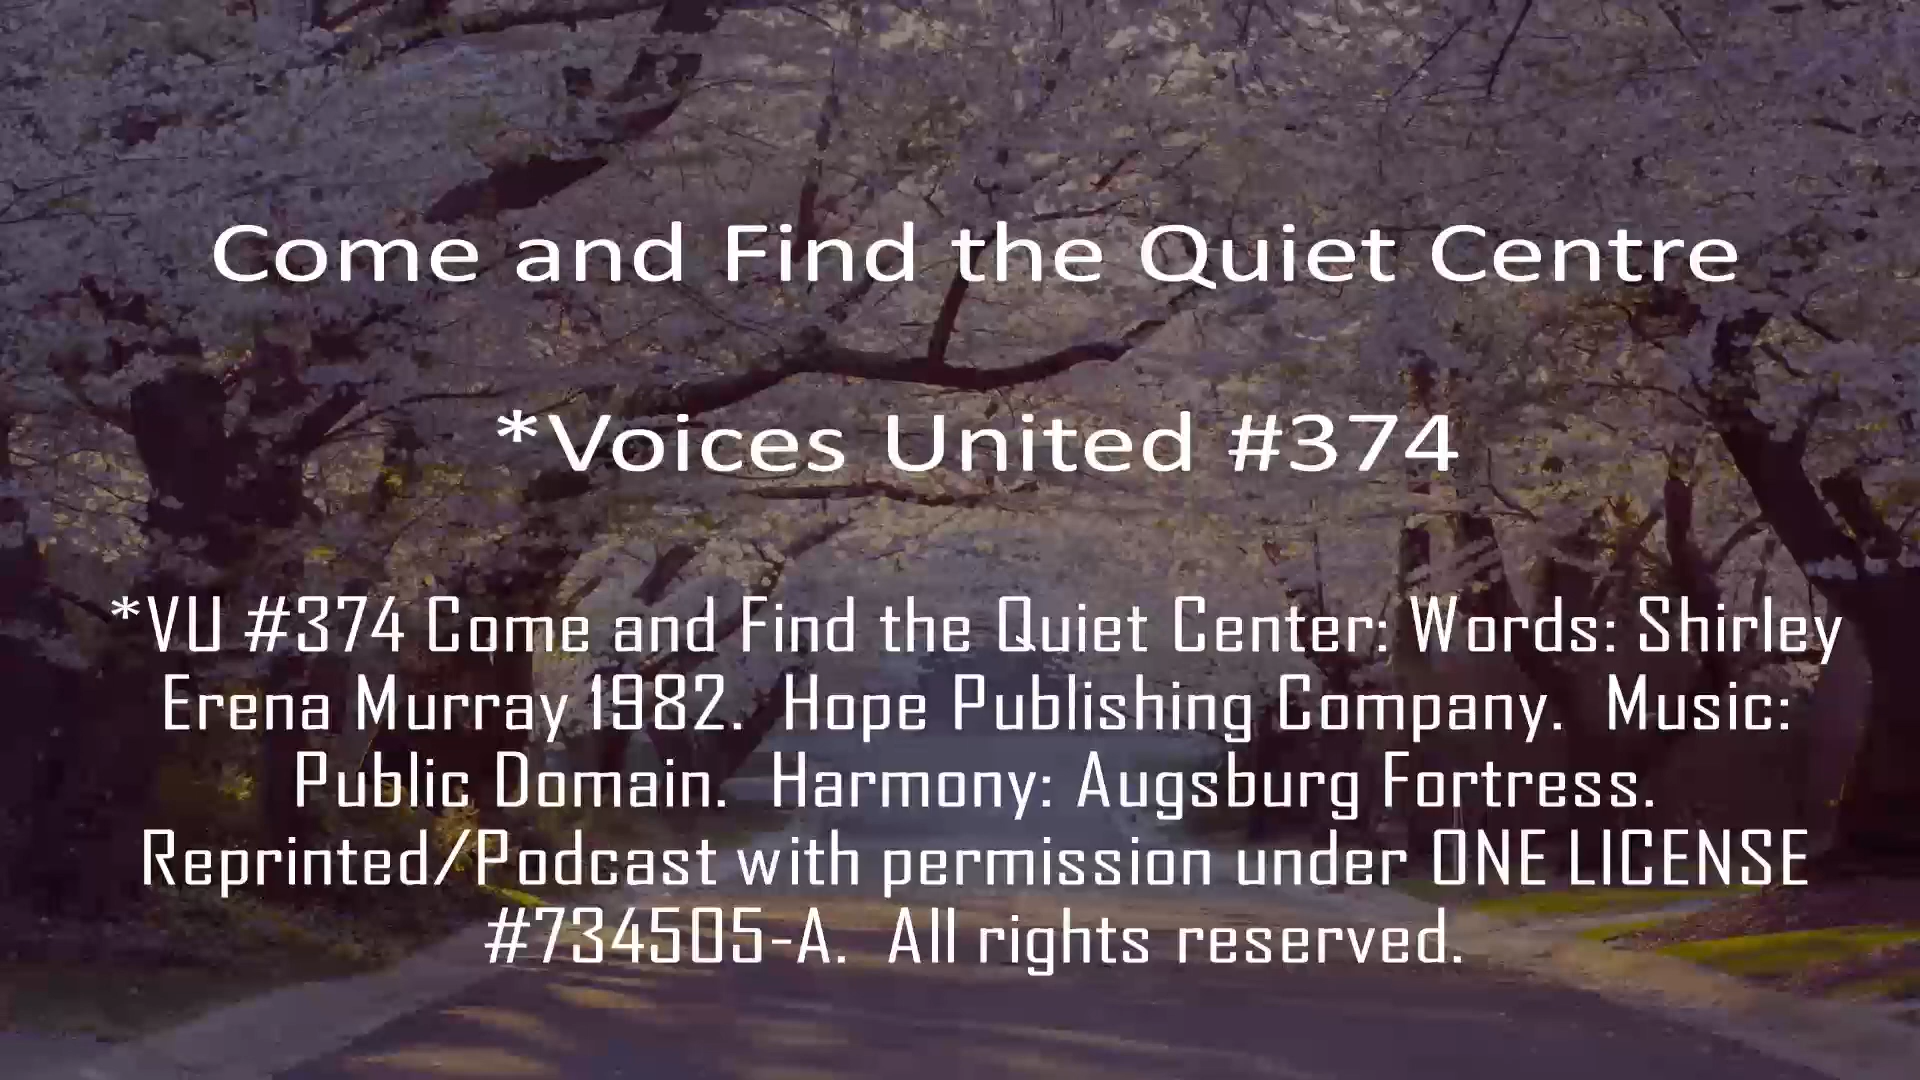 Come and Find the Quiet Centre
*Voices United #374
*VU #374 Come and Find the Quiet Center: Words: Shirley
Erena Murray 1982.  Hope Publishing Company.  Music:
Public Domain.  Harmony: Augsburg Fortress.
Reprinted/Podcast with permission under ONE LICENSE
#734505-A.  All rights reserved.